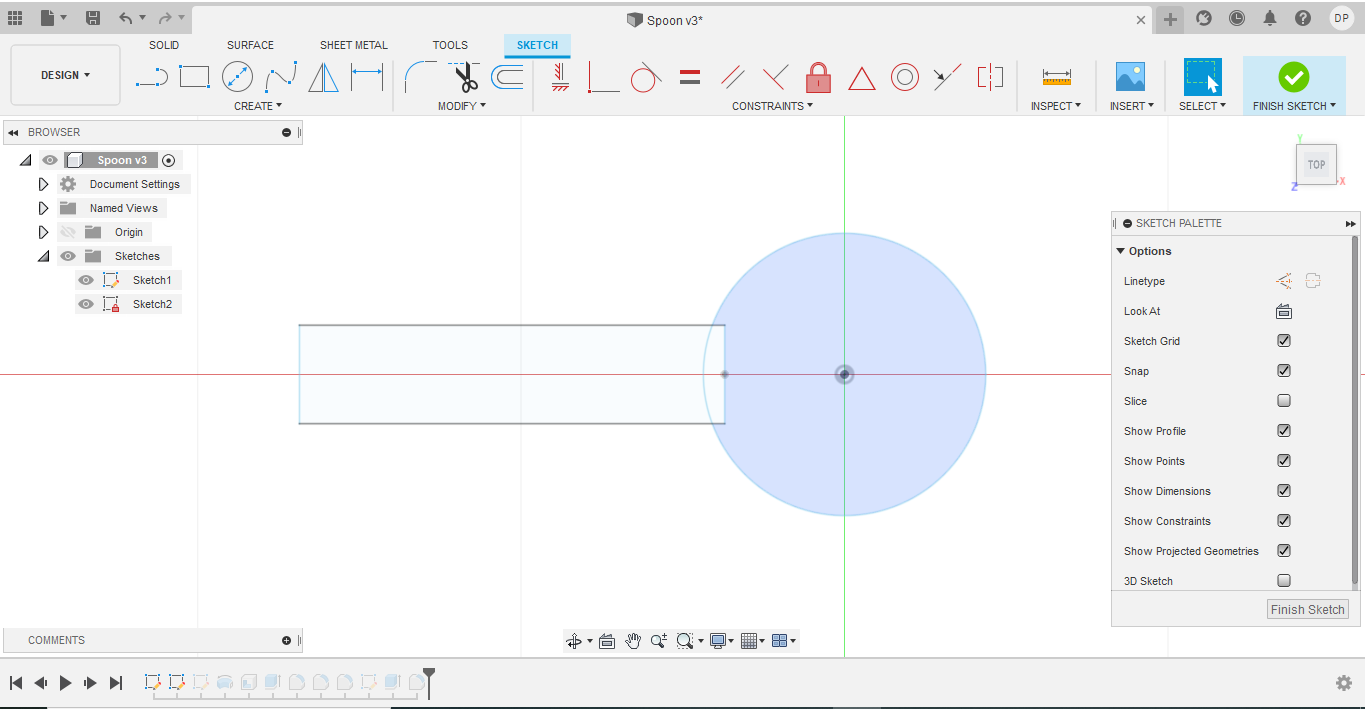 Spoon v3*
DP
SOLID SURFACE SHEET METAL TOOLS SKETCH
DESIGN
CREATE MODIFY CONSTRAINTS INSPECT INSERT SELECT FINISH SKETCH
BROWSER
Spoon v3
Document Settings
Named Views
Origin
Sketches
Sketch1
Sketch2
Y
TOP
X
Z
SKETCH PALETTE
Options
Linetype
Look At
Sketch Grid
Snap
Slice
Show Profile
Show Points
Show Dimensions
Show Constraints
Show Projected Geometries
3D Sketch
Finish Sketch
COMMENTS